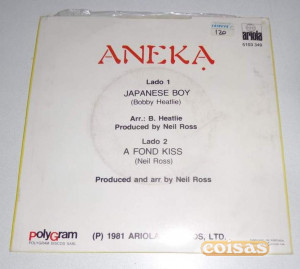 130
ariola
ANEKA
Lado 1
JAPANESE BOY
(Bobby Heatlie)
Arr.: B. Heatlie
Produced by Neil Ross
Lado 2
A FOND KISS
(Neil Ross)
Produced and arr by Neil Ross
polyGram
(P) 1981 ARIOLA LTD.
coisas